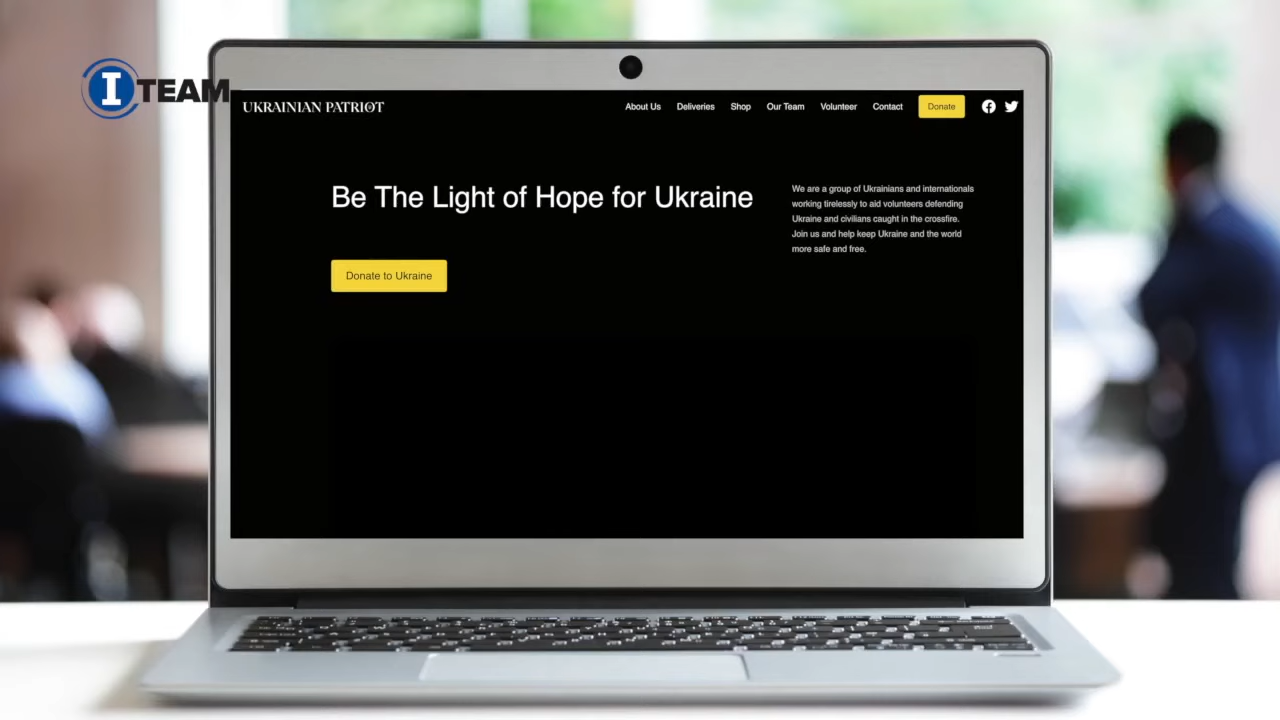 I TEAM
UKRAINIAN PATRIOT
About Us Deliveries Shop Our Team Volunteer Contact Donate
Be The Light of Hope for Ukraine
We are a group of Ukrainians and internationals
working tirelessly to aid volunteers defending
Ukraine and civilians caught in the crossfire.
Join us and help keep Ukraine and the world
more safe and free.
Donate to Ukraine